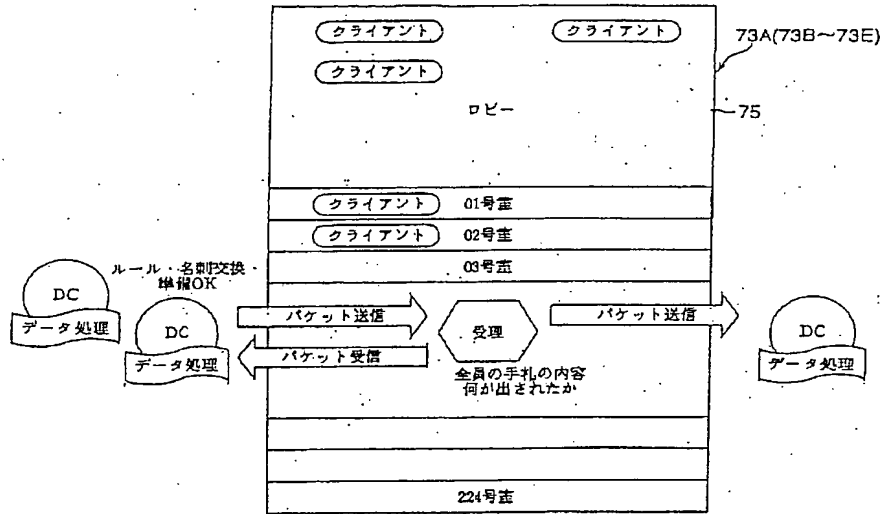 クライアント
クライアント
73A(73B～73E)
クライアント
ロビー
75
クライアント
01号室
クライアント
02号室
03号室
ルール・名刺交換
準備OK
DC
データ処理
DC
データ処理
パケット送信
パケット受信
受理
全員の手札の内容
何が出されたか
パケット送信
DC
データ処理
224号室